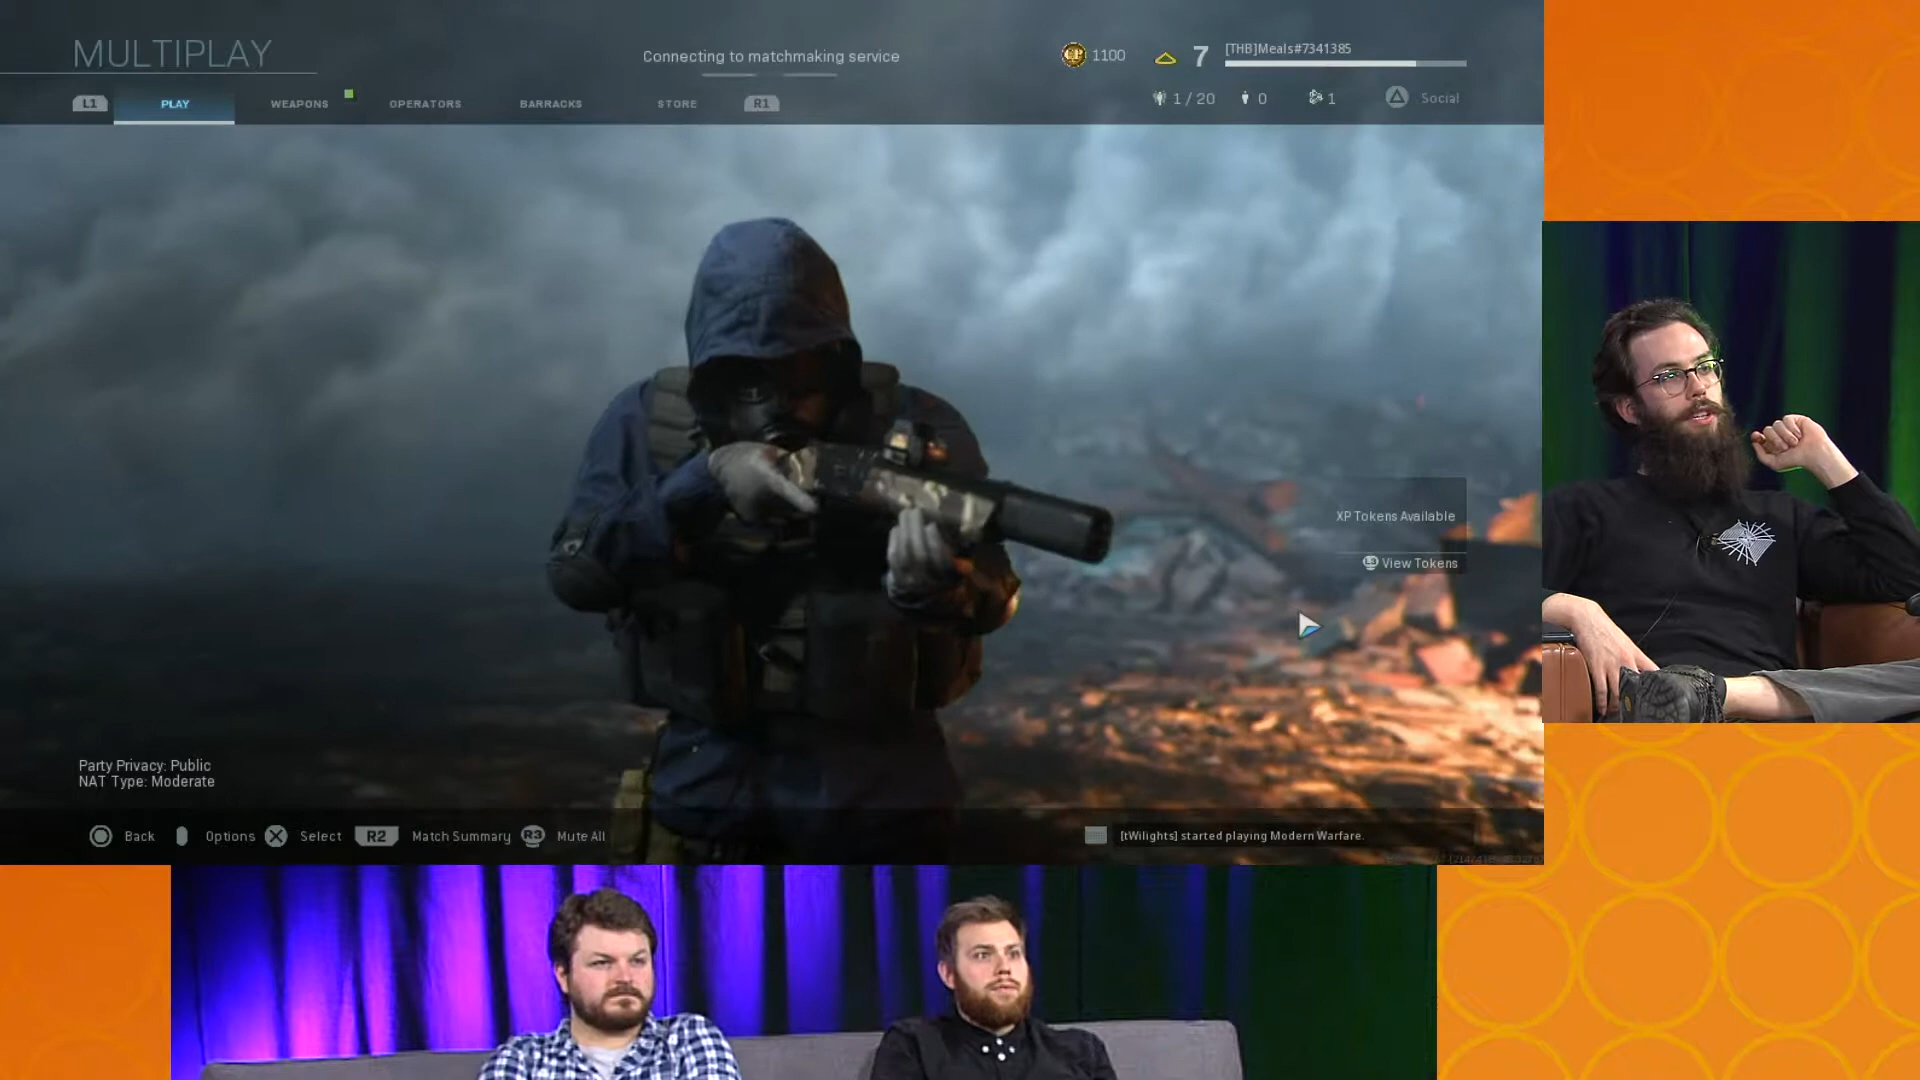 MULTIPLAY
Connecting to matchmaking service
1100
7
[THB]Meals#7341385
L1
PLAY
WEAPONS
OPERATORS
BARRACKS
STORE
R1
1 / 20
0
1
Social
XP Tokens Available
View Tokens
Party Privacy: Public
NAT Type: Moderate
Back
Options
Select
R2 Match Summary
R3 Mute All
[tWilights] started playing Modern Warfare.